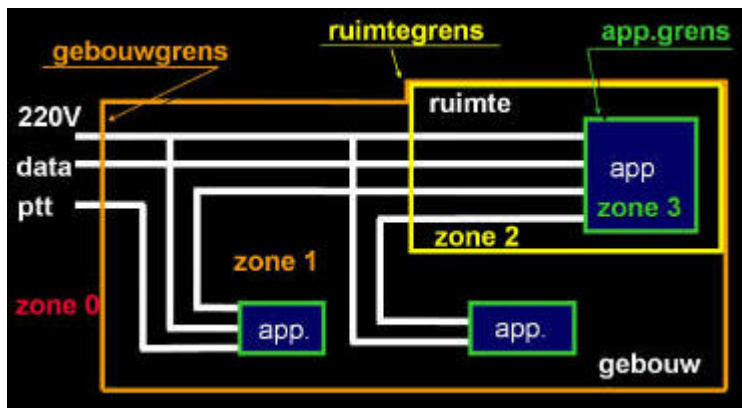 ruimtegrens
app.grens
gebouwgrens
ruimte
220V
data
app
ptt
zone 3
zone 2
zone 1
zone 0
app.
app.
gebouw